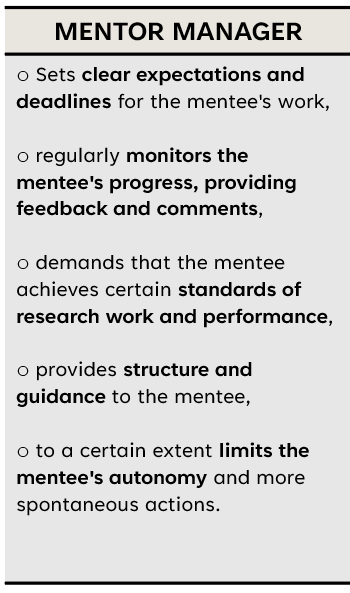 MENTOR MANAGER
○ Sets clear expectations and
deadlines for the mentee's work,
○ regularly monitors the
mentee's progress, providing
feedback and comments,
○ demands that the mentee
achieves certain standards of
research work and performance,
○ provides structure and
guidance to the mentee,
○ to a certain extent limits the
mentee's autonomy and more
spontaneous actions.